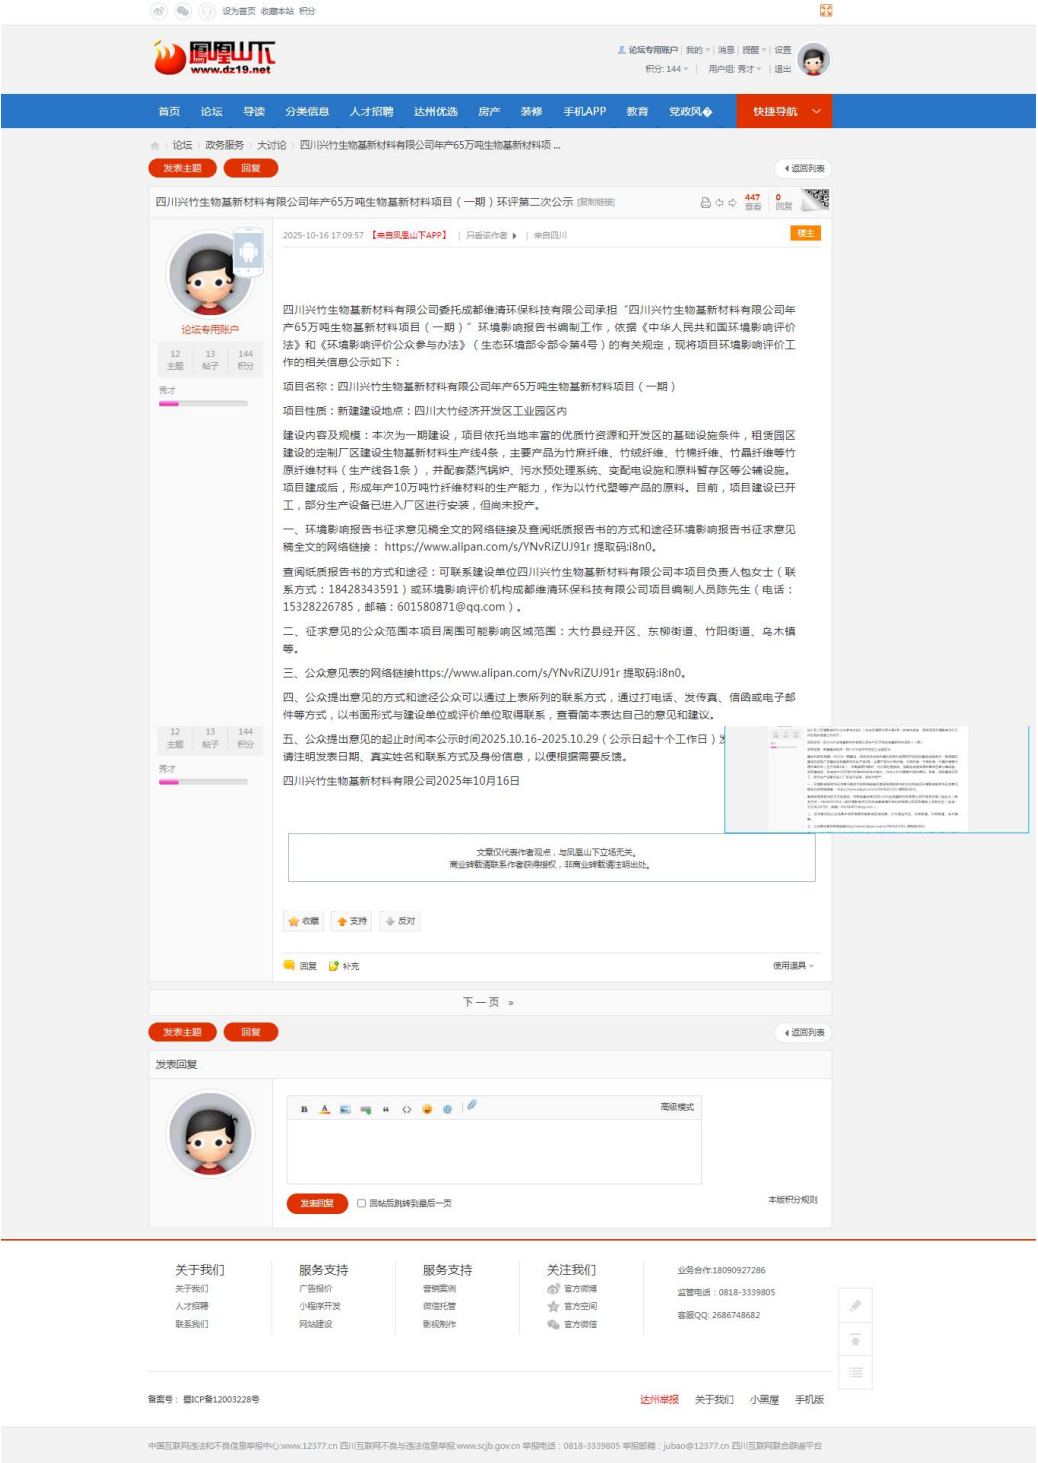 设为首页 收藏本站 积分
凤凰山下
www.dz19.net
论坛专用账户 | 我的 | 消息 | 提醒 | 设置
积分: 144 | 用户组: 秀才 | 退出
首页 论坛 导读 分类信息 人才招聘 达州优选 房产 装修 手机APP 教育 党政风� 快捷导航
论坛 政务服务 大讨论 四川兴竹生物基新材料有限公司年产65万吨生物基新材料项 ...
发表主题 回复 返回列表
四川兴竹生物基新材料有限公司年产65万吨生物基新材料项目(一期)环评第二次公示 [复制链接]
447 查看 0 回复
2025-10-16 17:09:57 【来自凤凰山下APP】 | 只看该作者 | 来自四川 楼主
论坛专用账户
12 13 144
主题 帖子 积分
秀才
四川兴竹生物基新材料有限公司委托成都维清环保科技有限公司承担“四川兴竹生物基新材料有限公司年
产65万吨生物基新材料项目(一期)”环境影响报告书编制工作,依据《中华人民共和国环境影响评价
法》和《环境影响评价公众参与办法》(生态环境部令部令第4号)的有关规定,现将项目环境影响评价工
作的相关信息公示如下:
项目名称:四川兴竹生物基新材料有限公司年产65万吨生物基新材料项目(一期)
项目性质:新建建设地点:四川大竹经济开发区工业园区内
建设内容及规模:本次为一期建设,项目依托当地丰富的优质竹资源和开发区的基础设施条件,租赁园区
建设的定制厂区建设生物基新材料生产线4条,主要产品为竹麻纤维、竹绒纤维、竹棉纤维、竹晶纤维等竹
原纤维材料(生产线各1条),并配套蒸汽锅炉、污水预处理系统、变配电设施和原料暂存区等公辅设施。
项目建成后,形成年产10万吨竹纤维材料的生产能力,作为以竹代塑等产品的原料。目前,项目建设已开
工,部分生产设备已进入厂区进行安装,但尚未投产。
一、环境影响报告书征求意见稿全文的网络链接及查阅纸质报告书的方式和途径环境影响报告书征求意见
稿全文的网络链接: https://www.alipan.com/s/YNvRiZUJ91r 提取码:i8n0。
查阅纸质报告书的方式和途径:可联系建设单位四川兴竹生物基新材料有限公司本项目负责人包女士(联
系方式:18428343591)或环境影响评价机构成都维清环保科技有限公司项目编制人员陈先生(电话:
15328226785,邮箱:601580871@qq.com)。
二、征求意见的公众范围本项目周围可能影响区域范围:大竹县经开区、东柳街道、竹阳街道、乌木镇
等。
三、公众意见表的网络链接https://www.alipan.com/s/YNvRiZUJ91r 提取码:i8n0。
四、公众提出意见的方式和途径公众可以通过上表所列的联系方式,通过打电话、发传真、信函或电子邮
件等方式,以书面形式与建设单位或评价单位取得联系,查看简本表达自己的意见和建议。
12 13 144
主题 帖子 积分
秀才
五、公众提出意见的起止时间本公示时间2025.10.16-2025.10.29(公示日起十个工作日)发
请注明发表日期、真实姓名和联系方式及身份信息,以便根据需要反馈。
四川兴竹生物基新材料有限公司2025年10月16日
文章仅代表作者观点,与凤凰山下立场无关。
商业转载请联系作者获得授权,非商业转载请注明出处。
收藏 支持 反对
回复 补充 使用道具
下一页 »
发表主题 回复 返回列表
发表回复
B A 高级模式
发表回复 回帖后跳转到最后一页 本版积分规则
关于我们 服务支持 服务支持 关注我们 业务合作:18090927286
关于我们 广告报价 营销案例 官方微博 监管电话:0818-3339805
人才招聘 小程序开发 微信托管 官方空间 客服QQ: 2686748682
联系我们 网站建设 影视制作 官方微信
备案号: 蜀ICP备12003228号 达州举报 关于我们 小黑屋 手机版
中国互联网违法和不良信息举报中心:www.12377.cn 四川互联网不良与违法信息举报:www.scjb.gov.cn 举报电话:0818-3339805 举报邮箱:jubao@12377.cn 四川互联网联合辟谣平台